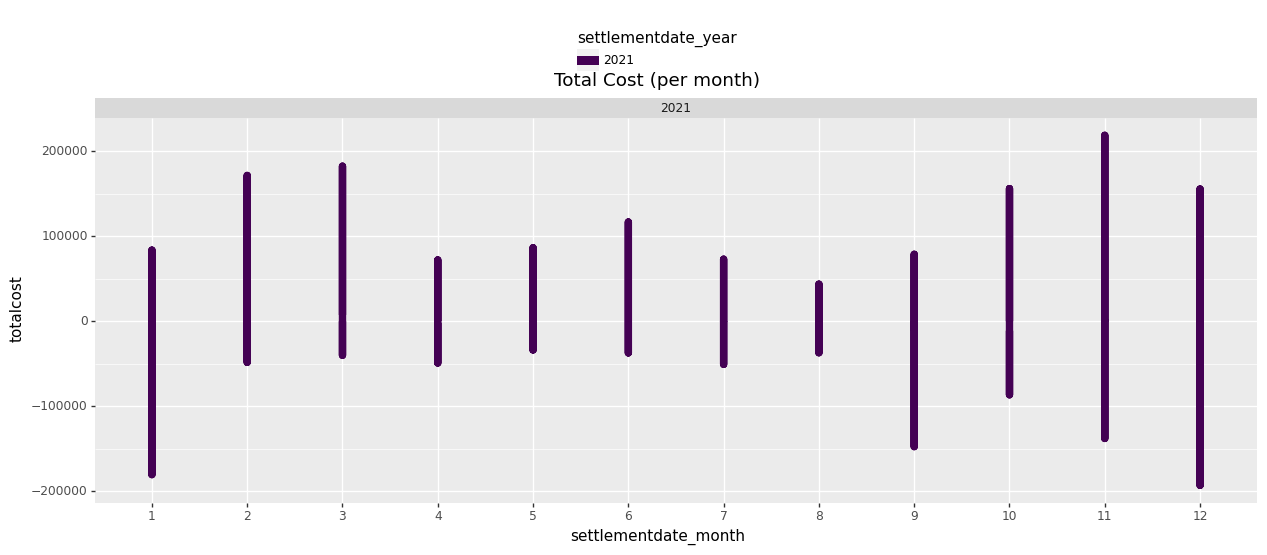 settlementdate_year
2021
Total Cost (per month)
2021
200000
100000
0
−100000
−200000
totalcost
1 2 3 4 5 6 7 8 9 10 11 12
settlementdate_month